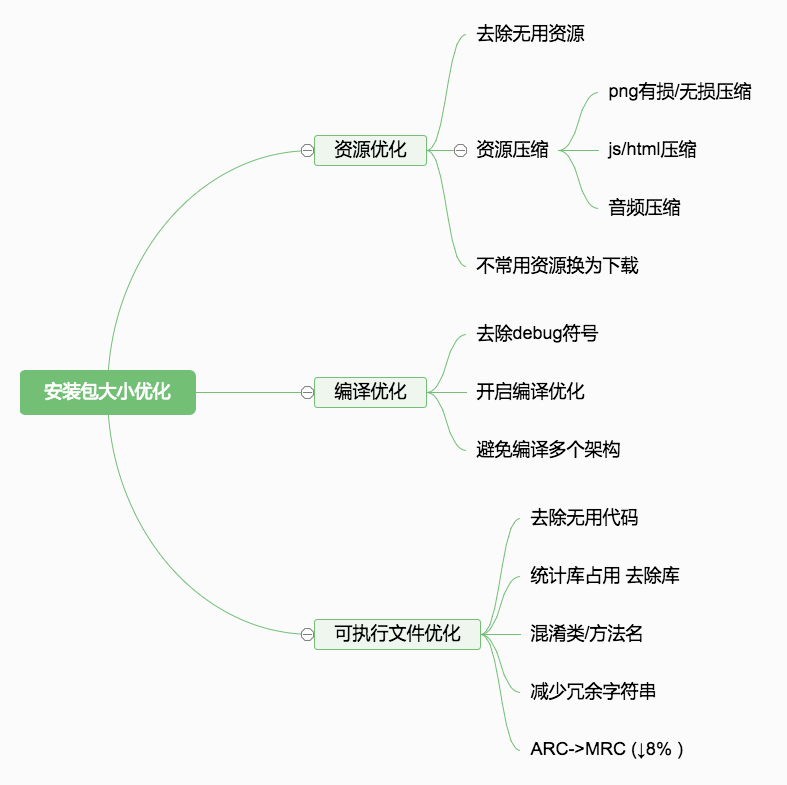 安装包大小优化
资源优化
去除无用资源
资源压缩
png有损/无损压缩
js/html压缩
音频压缩
不常用资源换为下载
编译优化
去除debug符号
开启编译优化
避免编译多个架构
可执行文件优化
去除无用代码
统计库占用 去除库
混淆类/方法名
减少冗余字符串
ARC->MRC (↓8% )